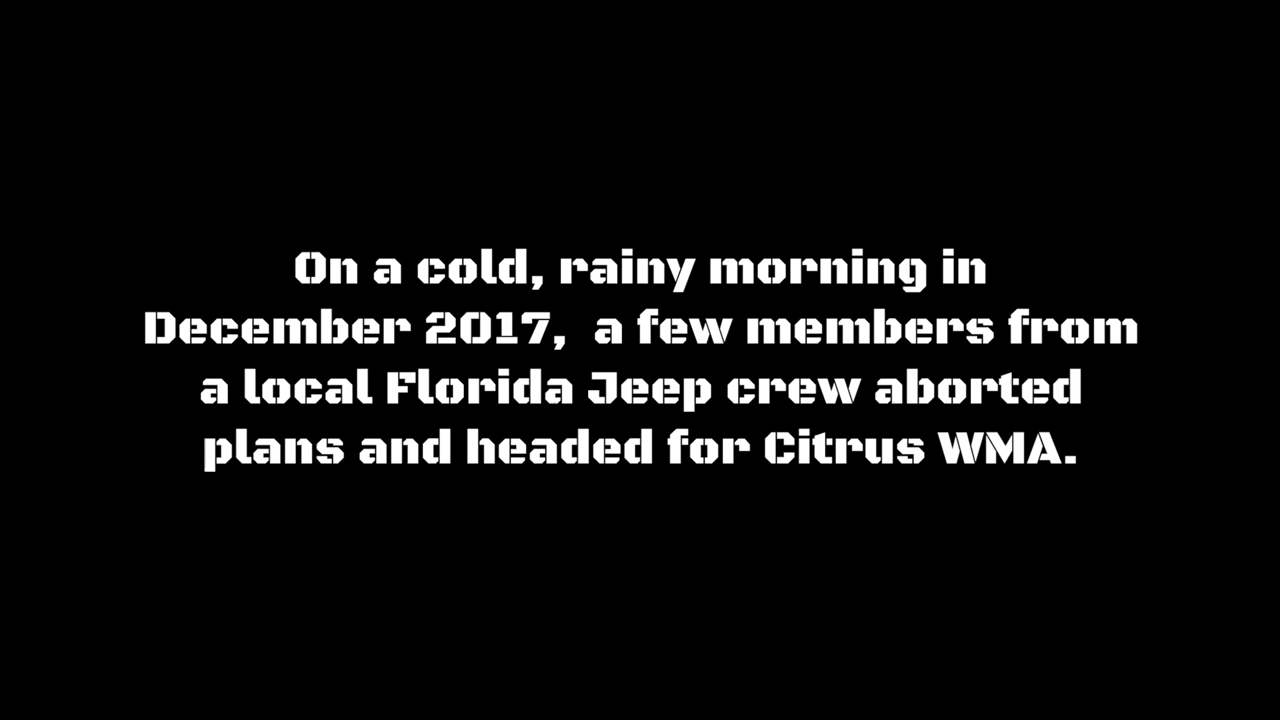 On a cold, rainy morning in
December 2017,  a few members from
a local Florida Jeep crew aborted
plans and headed for Citrus WMA.